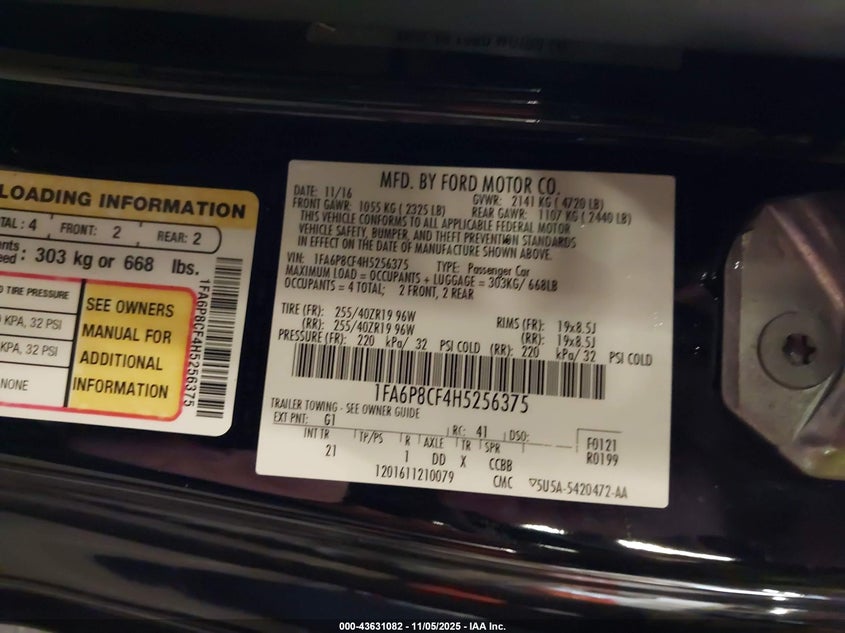 LOADING INFORMATION
TAL : 4 FRONT: 2 REAR: 2
303 kg or 668 lbs.
TIRE PRESSURE
KPA, 32 PSI
KPA, 32 PSI
NONE
SEE OWNERS
MANUAL FOR
ADDITIONAL
INFORMATION
1FA6P8CF4H5256375
MFD. BY FORD MOTOR CO.
DATE: 11/16 GVWR: 2141 KG ( 4720 LB)
FRONT GAWR: 1055 KG ( 2325 LB) REAR GAWR: 1107 KG ( 2440 LB)
THIS VEHICLE CONFORMS TO ALL APPLICABLE FEDERAL MOTOR
VEHICLE SAFETY, BUMPER, AND THEFT PREVENTION STANDARDS
IN EFFECT ON THE DATE OF MANUFACTURE SHOWN ABOVE.
VIN: 1FA6P8CF4H5256375 TYPE: Passenger Car
MAXIMUM LOAD = OCCUPANTS + LUGGAGE = 303KG/ 668LB
OCCUPANTS = 4 TOTAL; 2 FRONT, 2 REAR
TIRE (FR): 255/40ZR19 96W RIMS (FR): 19x8.5J
(RR): 255/40ZR19 96W (RR): 19x8.5J
PRESSURE (FR): 220 kPa/ 32 PSI COLD (RR): 220 kPa/ 32 PSI COLD
1FA6P8CF4H5256375
TRAILER TOWING - SEE OWNER GUIDE
EXT PNT: G1 RC: 41 DSO: F0121
INT TR TP/PS R AXLE TR SPR R0199
21 1 DD X CCBB
1201611210079 CMC 5U5A-5420472-AA
000-43631082 - 11/05/2025 - IAA Inc.